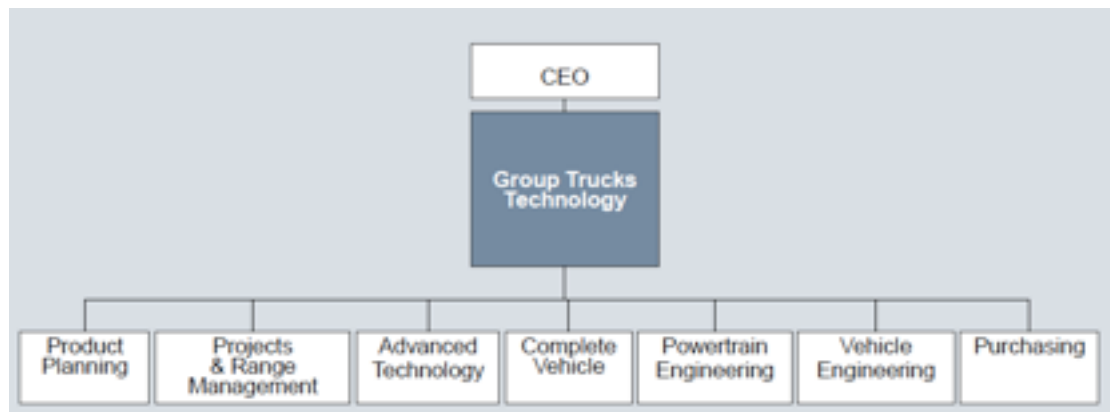 CEO
Group Trucks
Technology
Product
Planning
Projects
& Range
Management
Advanced
Technology
Complete
Vehicle
Powertrain
Engineering
Vehicle
Engineering
Purchasing